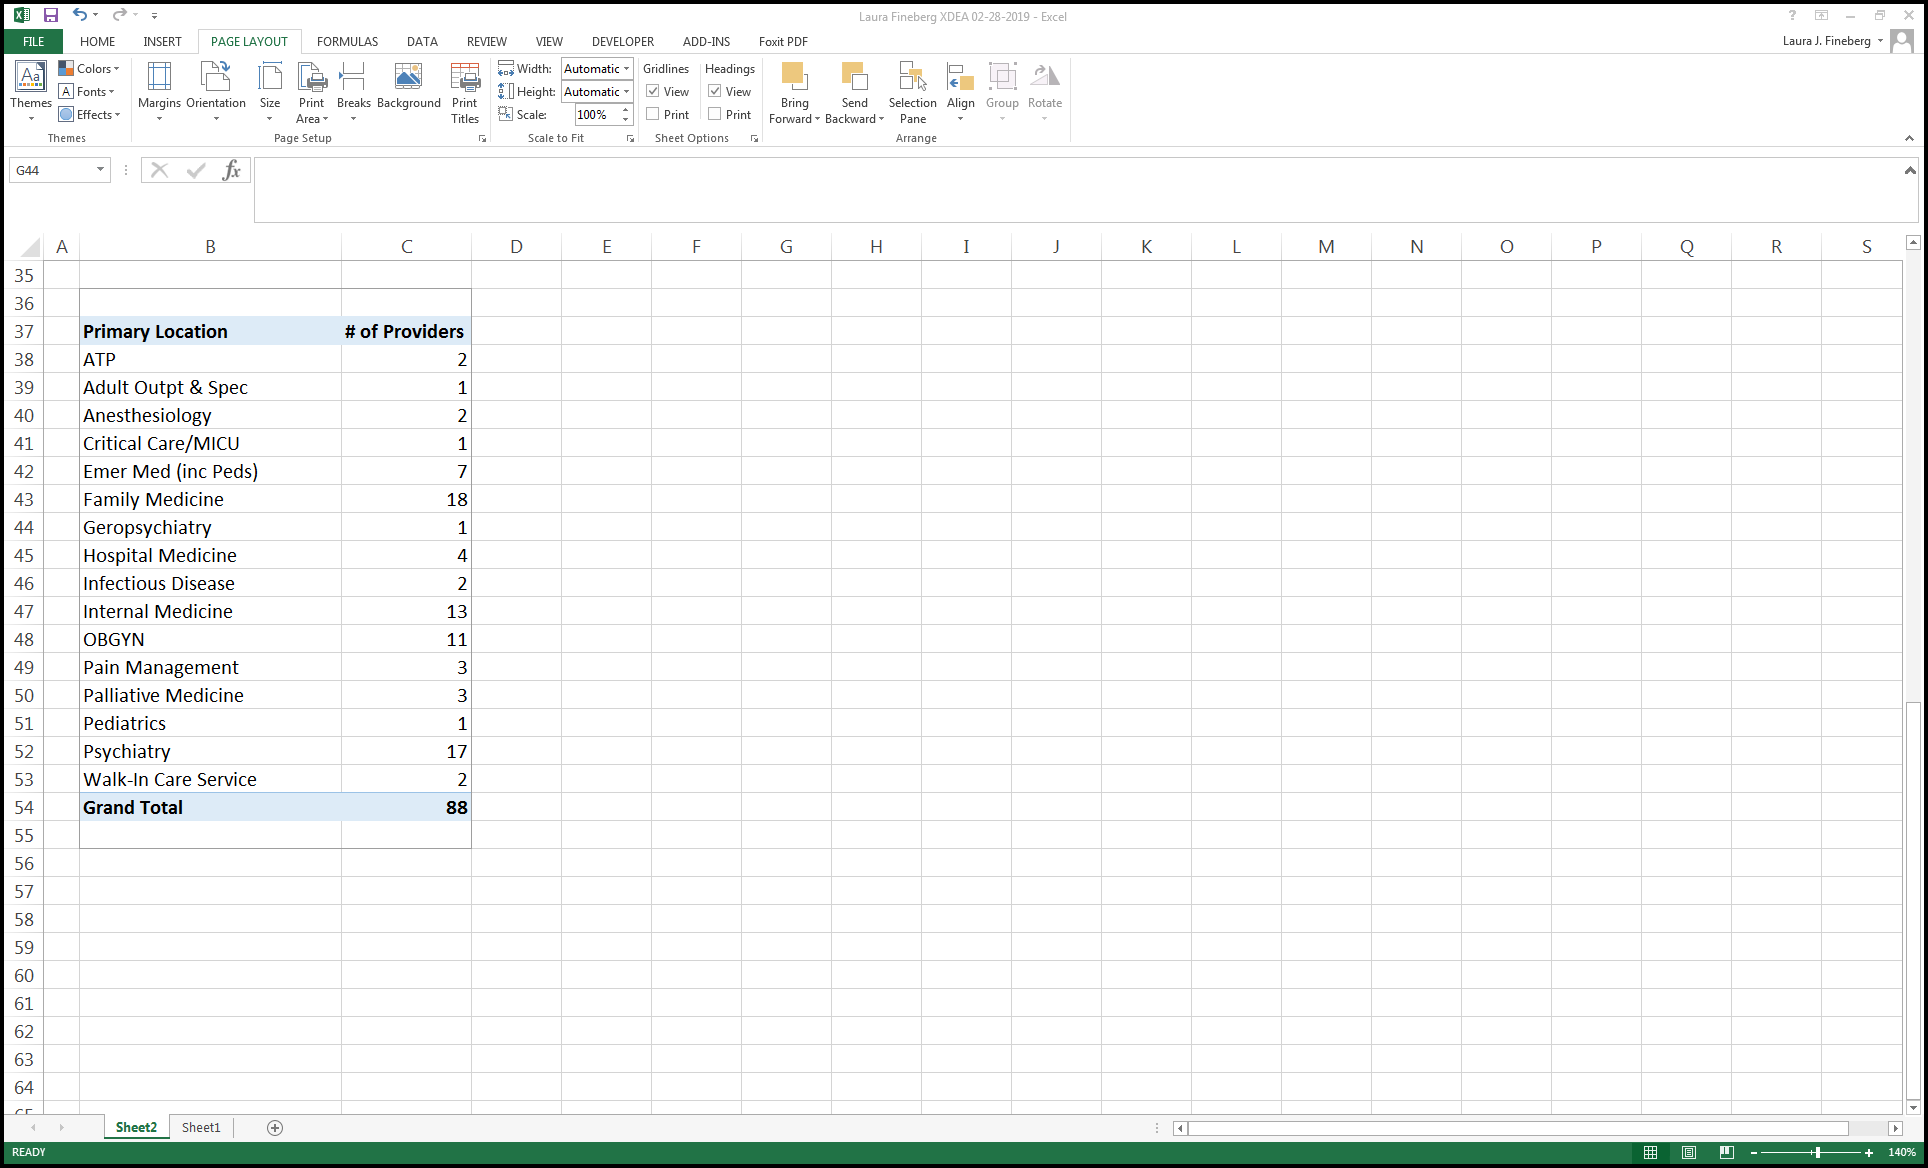 Laura Fineberg XDEA 02-28-2019 - Excel
FILE HOME INSERT PAGE LAYOUT FORMULAS DATA REVIEW VIEW DEVELOPER ADD-INS Foxit PDF Laura J. Fineberg
Aa Themes Colors A Fonts Effects
Margins Orientation Size Print Area Breaks Background Print Titles
Width: Automatic
Height: Automatic
Scale: 100%
Gridlines View Print
Headings View Print
Bring Forward Send Backward Selection Pane Align Group Rotate
Themes Page Setup Scale to Fit Sheet Options Arrange
G44 fx
A B C D E F G H I J K L M N O P Q R S
35
36
37 Primary Location # of Providers
38 ATP 2
39 Adult Outpt & Spec 1
40 Anesthesiology 2
41 Critical Care/MICU 1
42 Emer Med (inc Peds) 7
43 Family Medicine 18
44 Geropsychiatry 1
45 Hospital Medicine 4
46 Infectious Disease 2
47 Internal Medicine 13
48 OBGYN 11
49 Pain Management 3
50 Palliative Medicine 3
51 Pediatrics 1
52 Psychiatry 17
53 Walk-In Care Service 2
54 Grand Total 88
55
56
57
58
59
60
61
62
63
64
65
Sheet2 Sheet1
READY 140%